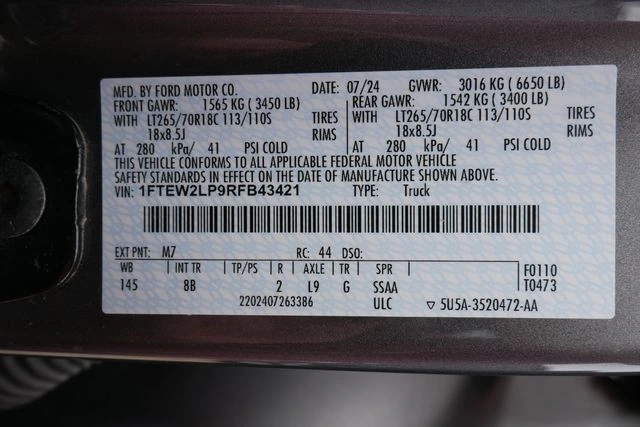 MFD. BY FORD MOTOR CO. DATE: 07/24 GVWR: 3016 KG ( 6650 LB)
FRONT GAWR: 1565 KG ( 3450 LB) REAR GAWR: 1542 KG ( 3400 LB)
WITH LT265/70R18C 113/110S TIRES WITH LT265/70R18C 113/110S TIRES
18x8.5J RIMS 18x8.5J RIMS
AT 280 kPa/ 41 PSI COLD AT 280 kPa/ 41 PSI COLD
THIS VEHICLE CONFORMS TO ALL APPLICABLE FEDERAL MOTOR VEHICLE
SAFETY STANDARDS IN EFFECT ON THE DATE OF MANUFACTURE SHOWN ABOVE.
VIN: 1FTEW2LP9RFB43421 TYPE: Truck
EXT PNT: M7 RC: 44 DSO:
WB INT TR TP/PS R AXLE TR SPR F0110
145 8B 2 L9 G SSAA T0473
2202407263386 ULC ▽ 5U5A-3520472-AA